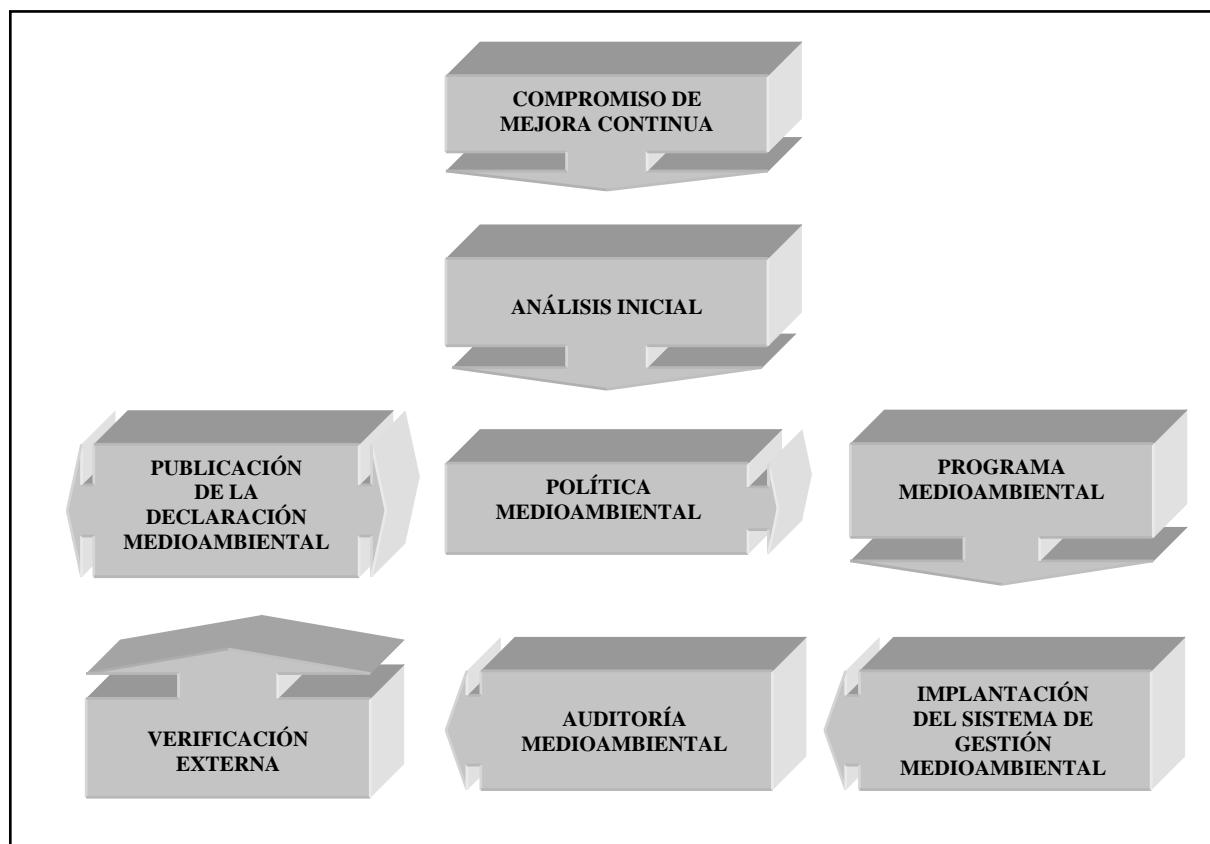 COMPROMISO DE
MEJORA CONTINUA
ANÁLISIS INICIAL
PUBLICACIÓN
DE LA
DECLARACIÓN
MEDIOAMBIENTAL
POLÍTICA
MEDIOAMBIENTAL
PROGRAMA
MEDIOAMBIENTAL
VERIFICACIÓN
EXTERNA
AUDITORÍA
MEDIOAMBIENTAL
IMPLANTACIÓN
DEL SISTEMA DE
GESTIÓN
MEDIOAMBIENTAL